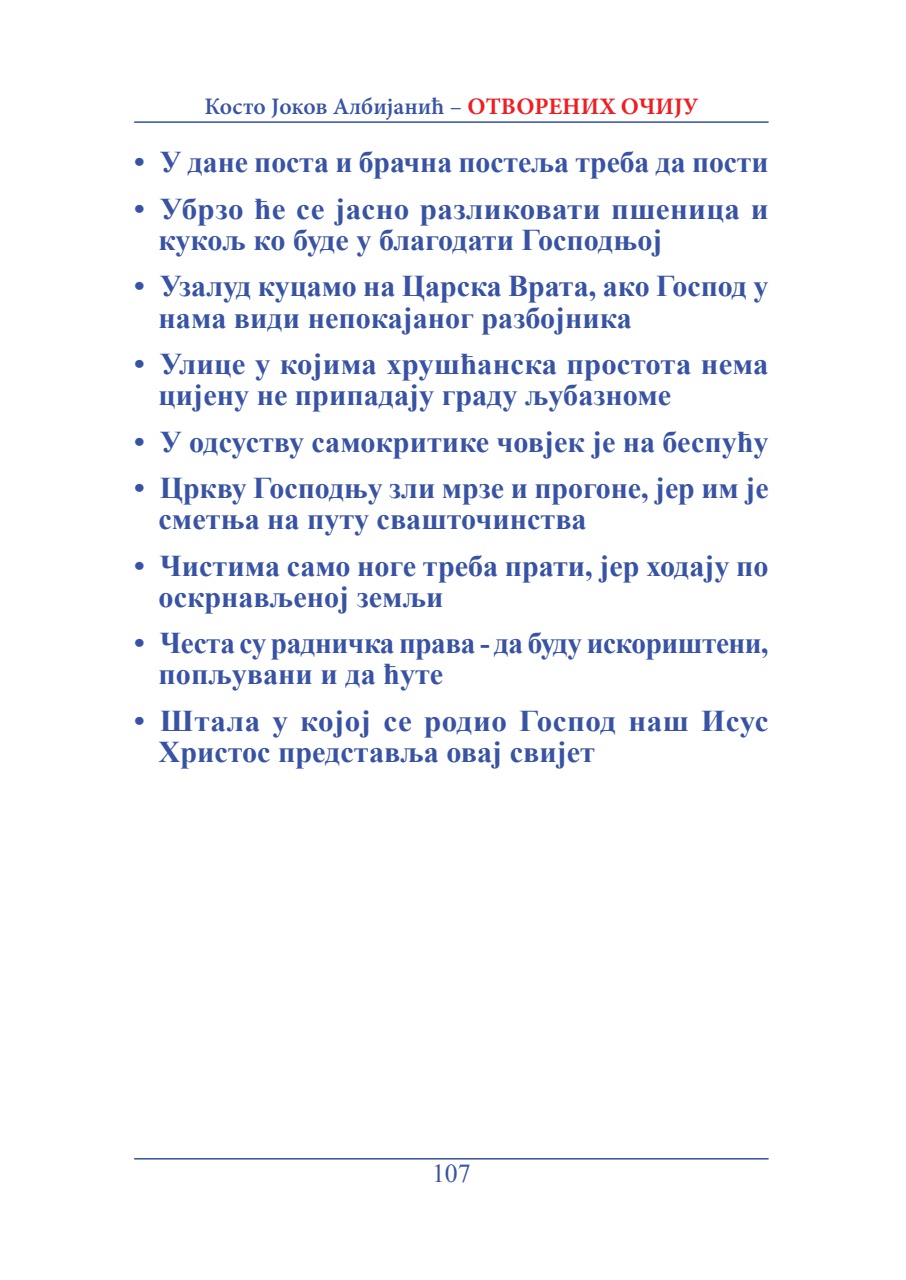 Косто Јоков Албијанић – ОТВОРЕНИХ ОЧИЈУ
• У дане поста и брачна постеља треба да пости
• Убрзо ће се јасно разликовати пшеница и
кукољ ко буде у благодати Господњој
• Узалуд куцамо на Царска Врата, ако Господ у
нама види непокајаног разбојника
• Улице у којима хрушћанска простота нема
цијену не припадају граду љубазноме
• У одсуству самокритике човјек је на беспућу
• Цркву Господњу зли мрзе и прогоне, јер им је
сметња на путу свашточинства
• Чистима само ноге треба прати, јер ходају по
оскрнављеној земљи
• Честа су радничка права - да буду искориштени,
попљувани и да ћуте
• Штала у којој се родио Господ наш Исус
Христос представља овај свијет
107